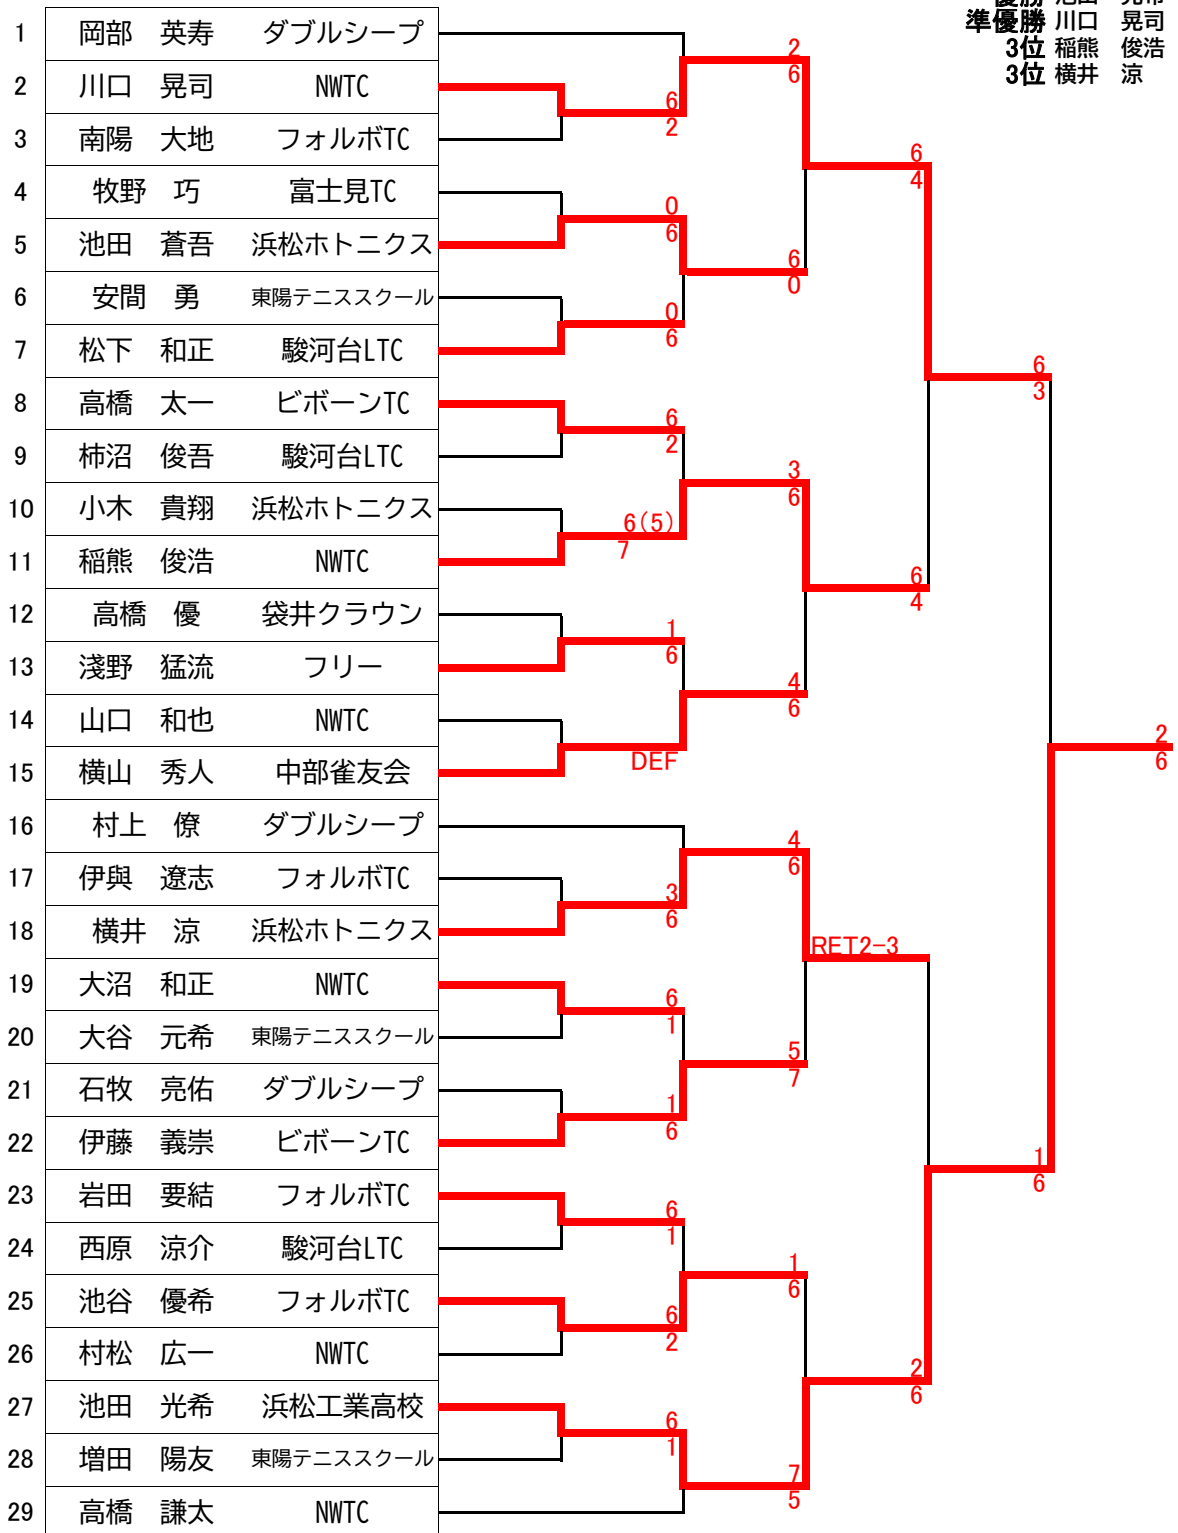 準優勝 川口 晃司
3位 稲熊 俊浩
3位 横井 涼
1 岡部 英寿 ダブルシープ
2 川口 晃司 NWTC
3 南陽 大地 フォルボTC
4 牧野 巧 富士見TC
5 池田 蒼吾 浜松ホトニクス
6 安間 勇 東陽テニススクール
7 松下 和正 駿河台LTC
8 高橋 太一 ビボーンTC
9 柿沼 俊吾 駿河台LTC
10 小木 貴翔 浜松ホトニクス
11 稲熊 俊浩 NWTC
12 高橋 優 袋井クラウン
13 淺野 猛流 フリー
14 山口 和也 NWTC
15 横山 秀人 中部雀友会
16 村上 僚 ダブルシープ
17 伊與 遼志 フォルボTC
18 横井 涼 浜松ホトニクス
19 大沼 和正 NWTC
20 大谷 元希 東陽テニススクール
21 石牧 亮佑 ダブルシープ
22 伊藤 義崇 ビボーンTC
23 岩田 要結 フォルボTC
24 西原 涼介 駿河台LTC
25 池谷 優希 フォルボTC
26 村松 広一 NWTC
27 池田 光希 浜松工業高校
28 増田 陽友 東陽テニススクール
29 高橋 謙太 NWTC
6
2
0
6
0
6
6
2
6(5)
7
1
6
DEF
3
6
6
1
1
6
6
1
6
2
6
1
2
6
6
0
3
6
4
6
4
6
5
7
1
6
7
5
6
4
6
4
RET2-3
2
6
6
3
1
6
2
6